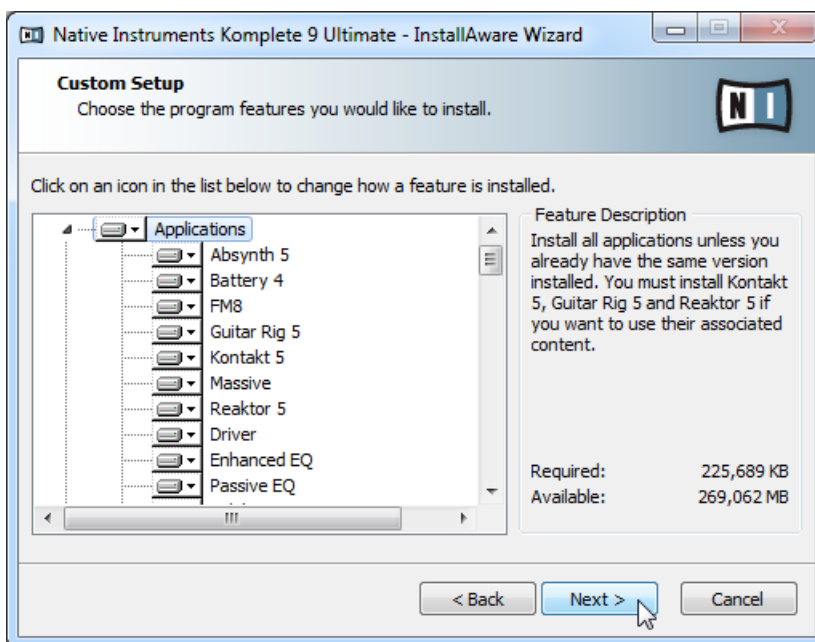 Native Instruments Komplete 9 Ultimate - InstallAware Wizard
Custom Setup
Choose the program features you would like to install.
N I
Click on an icon in the list below to change how a feature is installed.
Applications
Absynth 5
Battery 4
FM8
Guitar Rig 5
Kontakt 5
Massive
Reaktor 5
Driver
Enhanced EQ
Passive EQ
Feature Description
Install all applications unless you
already have the same version
installed. You must install Kontakt
5, Guitar Rig 5 and Reaktor 5 if
you want to use their associated
content.
Required: 225,689 KB
Available: 269,062 MB
< Back
Next >
Cancel